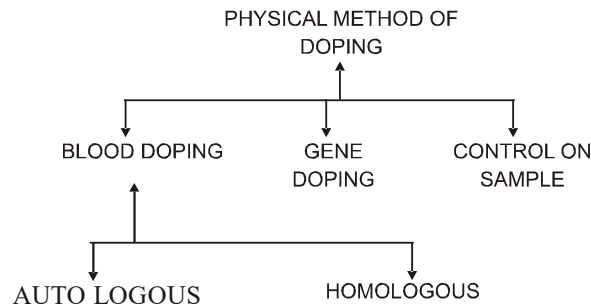 PHYSICAL METHOD OF
DOPING
BLOOD DOPING
GENE
DOPING
CONTROL ON
SAMPLE
AUTO LOGOUS
HOMOLOGOUS